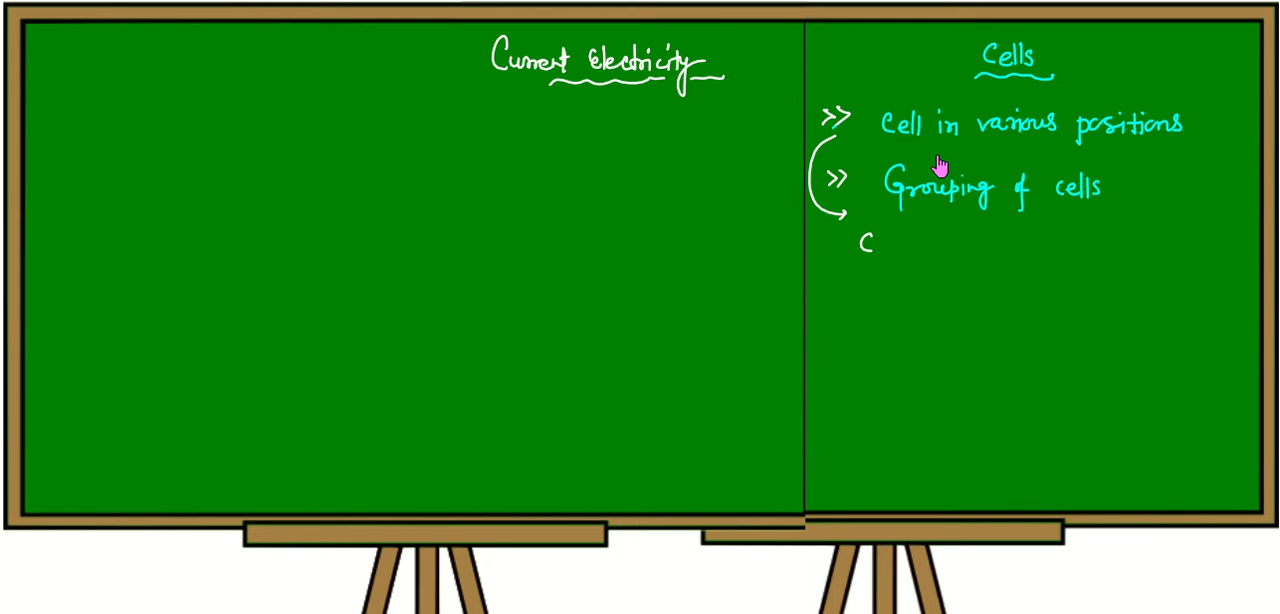 Current Electricity
Cells
>> Cell in various positions
>> Grouping of cells
C